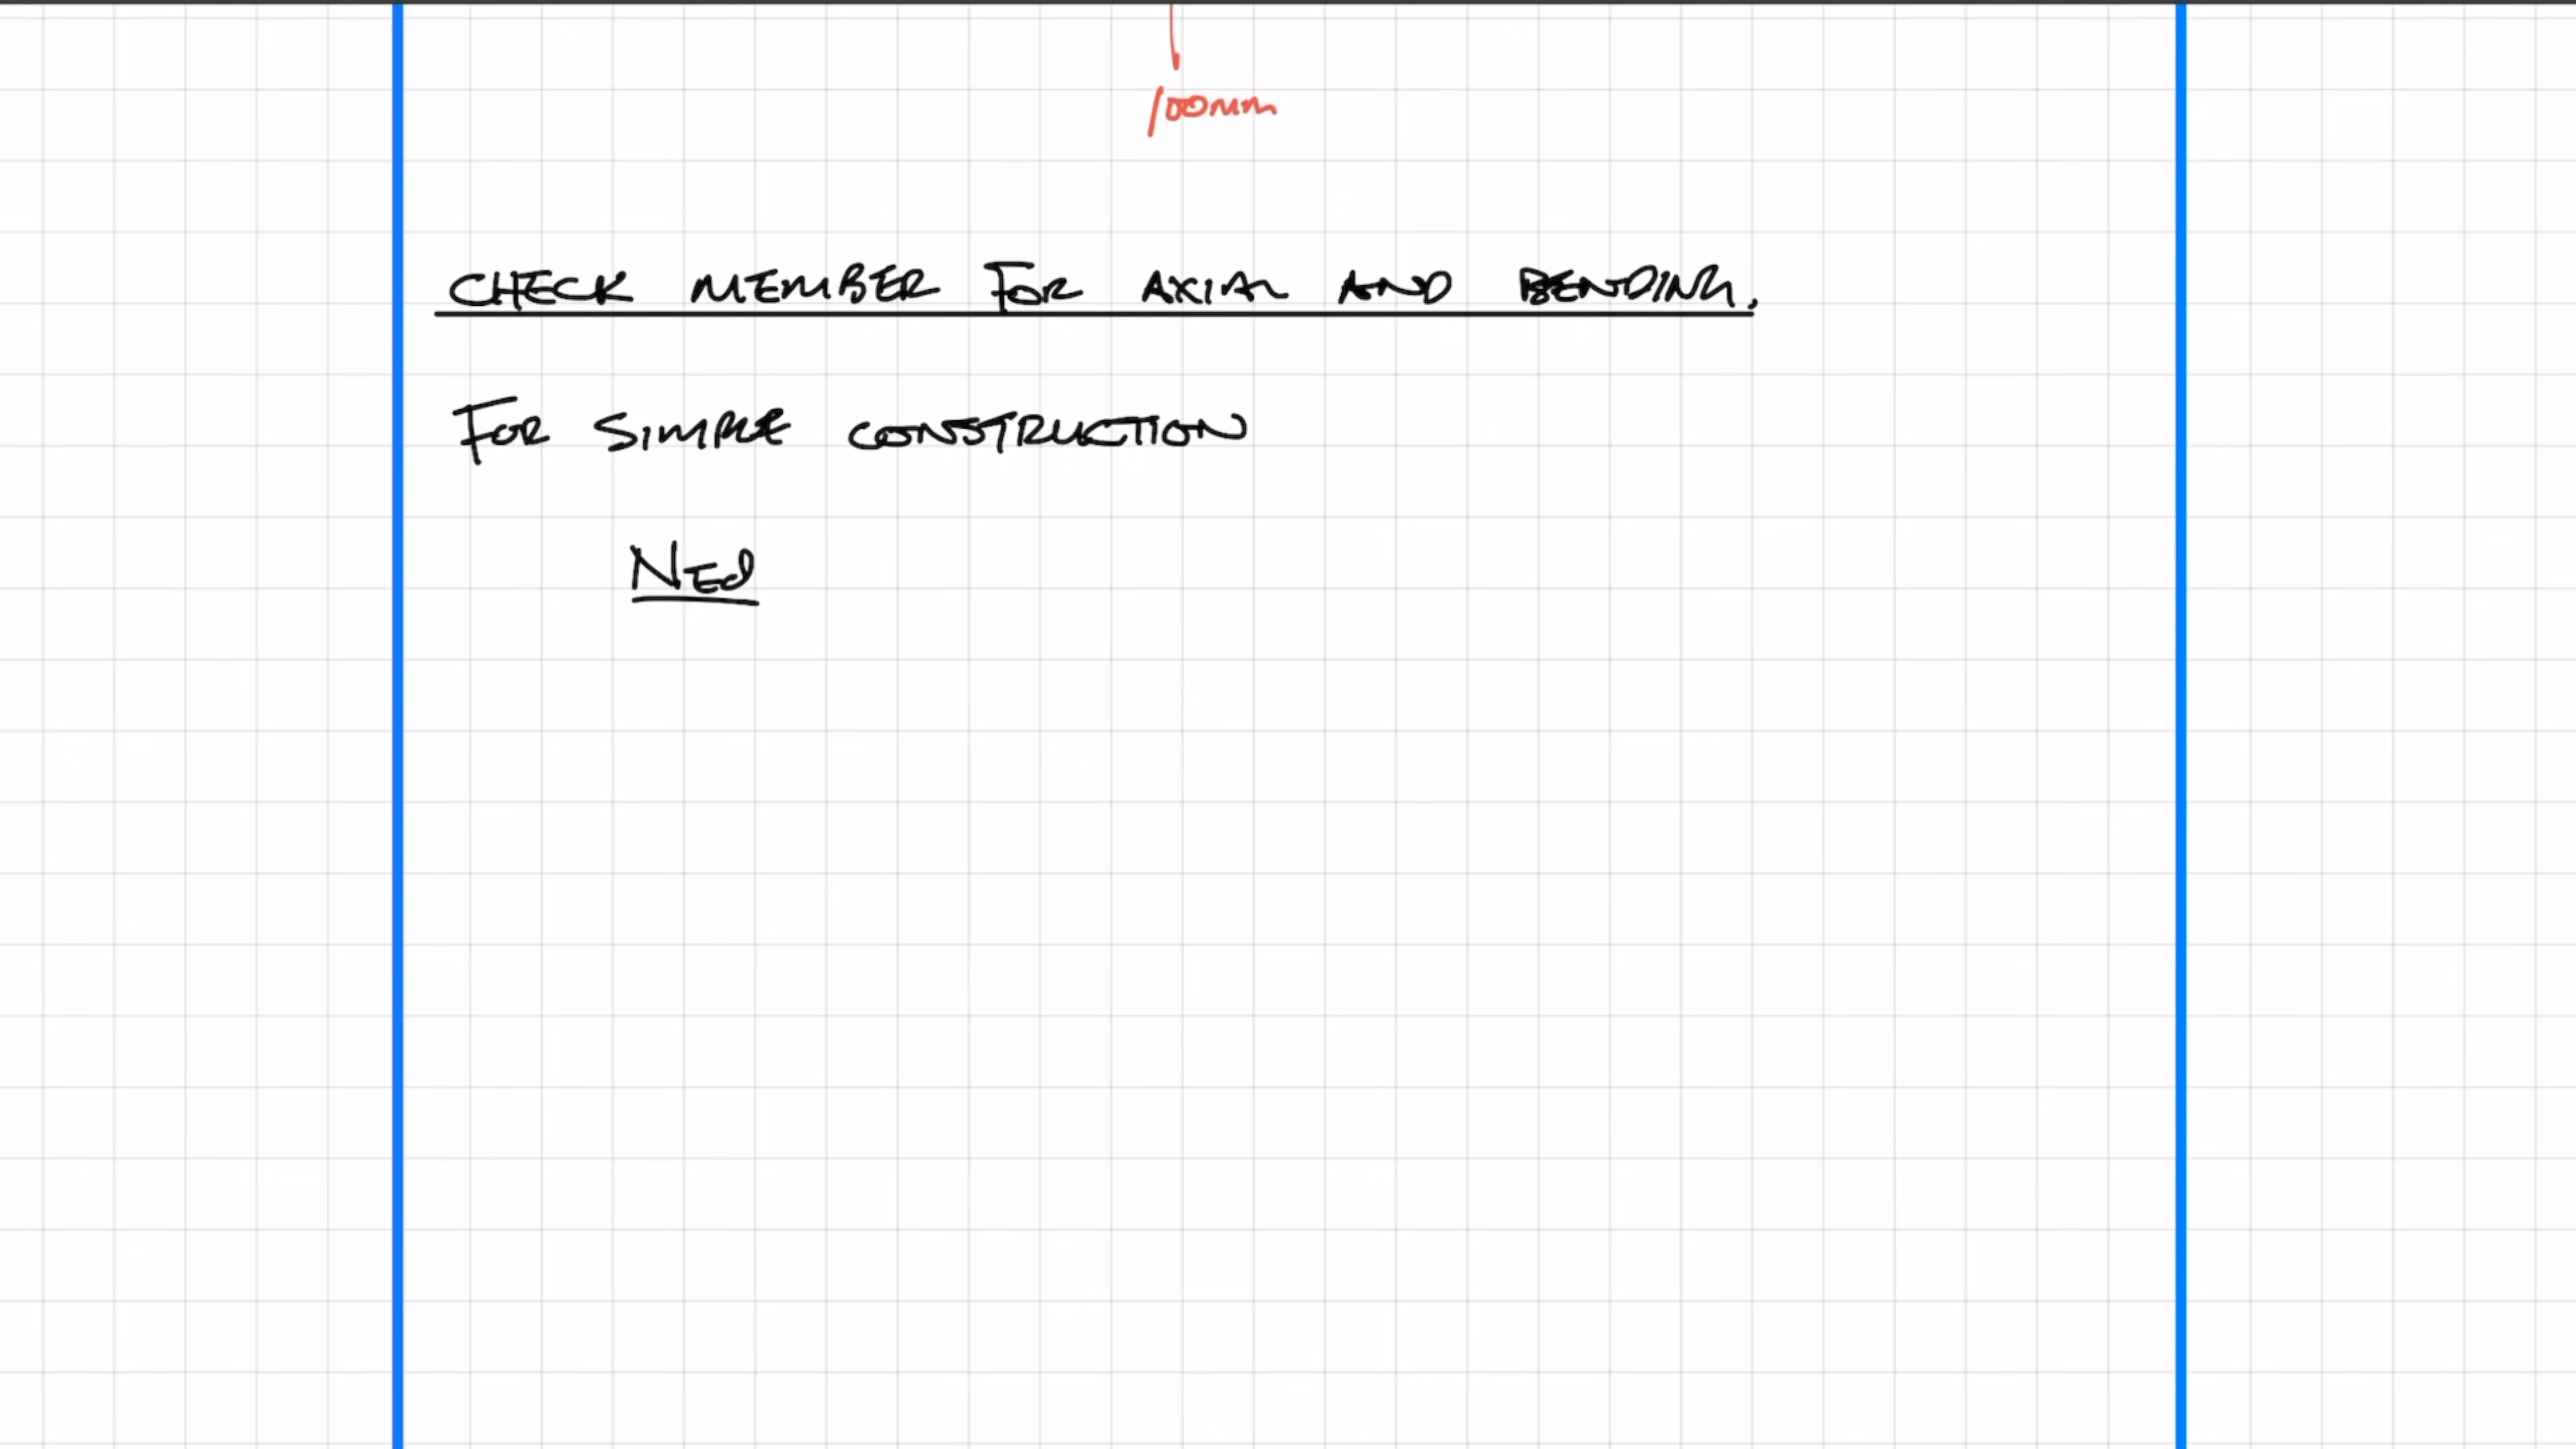 100mm
CHECK MEMBER FOR AXIAL AND BENDING.
FOR SIMPLE CONSTRUCTION
NEd